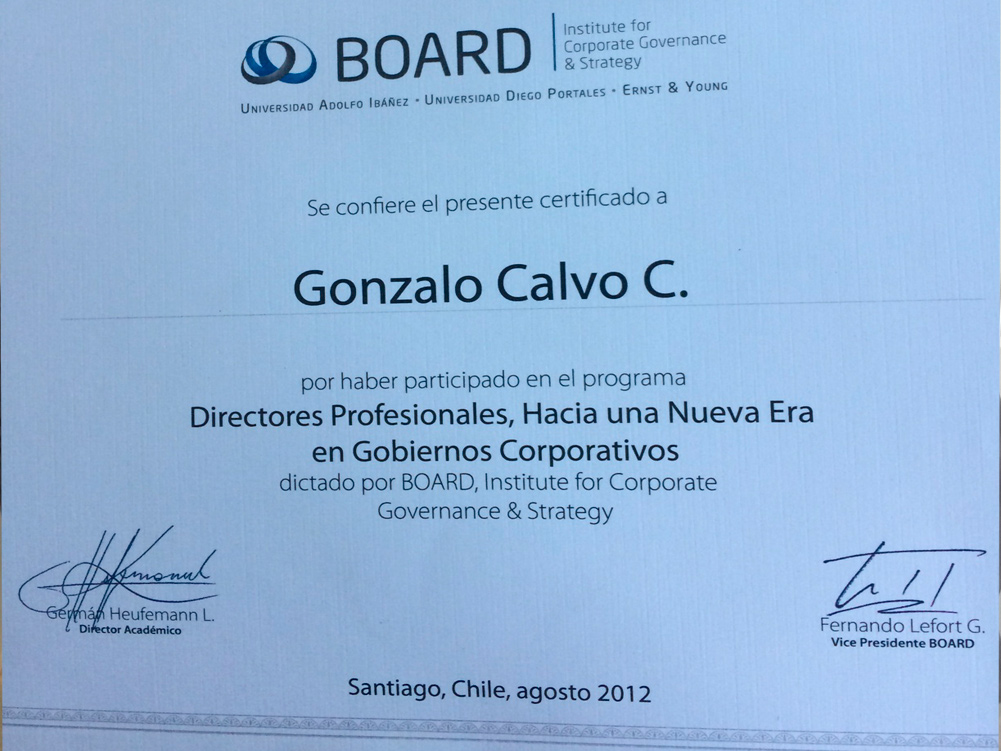 BOARD
Institute for
Corporate Governance
& Strategy
UNIVERSIDAD ADOLFO IBÁÑEZ • UNIVERSIDAD DIEGO PORTALES • ERNST & YOUNG
Se confiere el presente certificado a
Gonzalo Calvo C.
por haber participado en el programa
Directores Profesionales, Hacia una Nueva Era
en Gobiernos Corporativos
dictado por BOARD, Institute for Corporate
Governance & Strategy
Germán Heufemann L.
Director Académico
Fernando Lefort G.
Vice Presidente BOARD
Santiago, Chile, agosto 2012